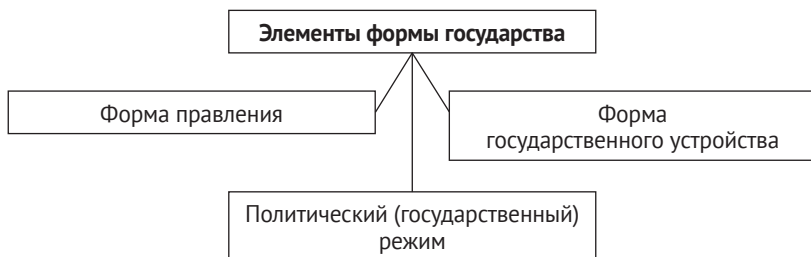 Элементы формы государства
Форма правления
Форма
государственного устройства
Политический (государственный)
режим